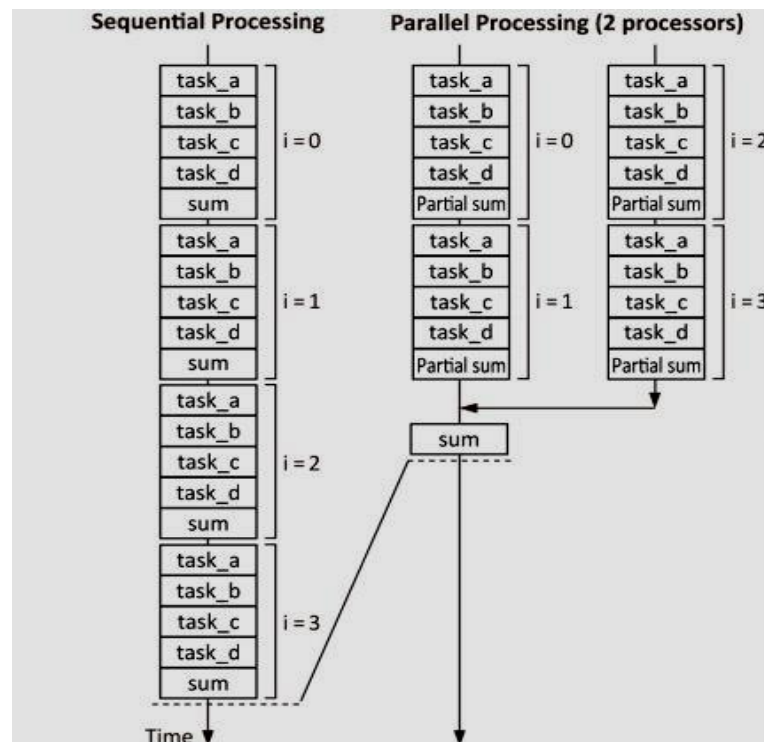 Sequential Processing
Parallel Processing (2 processors)
task_a
task_b
task_c
task_d
sum
i = 0
task_a
task_b
task_c
task_d
sum
i = 1
task_a
task_b
task_c
task_d
sum
i = 2
task_a
task_b
task_c
task_d
sum
i = 3
Time
task_a
task_b
task_c
task_d
Partial sum
i = 0
task_a
task_b
task_c
task_d
Partial sum
i = 1
sum
task_a
task_b
task_c
task_d
Partial sum
i = 2
task_a
task_b
task_c
task_d
Partial sum
i = 3